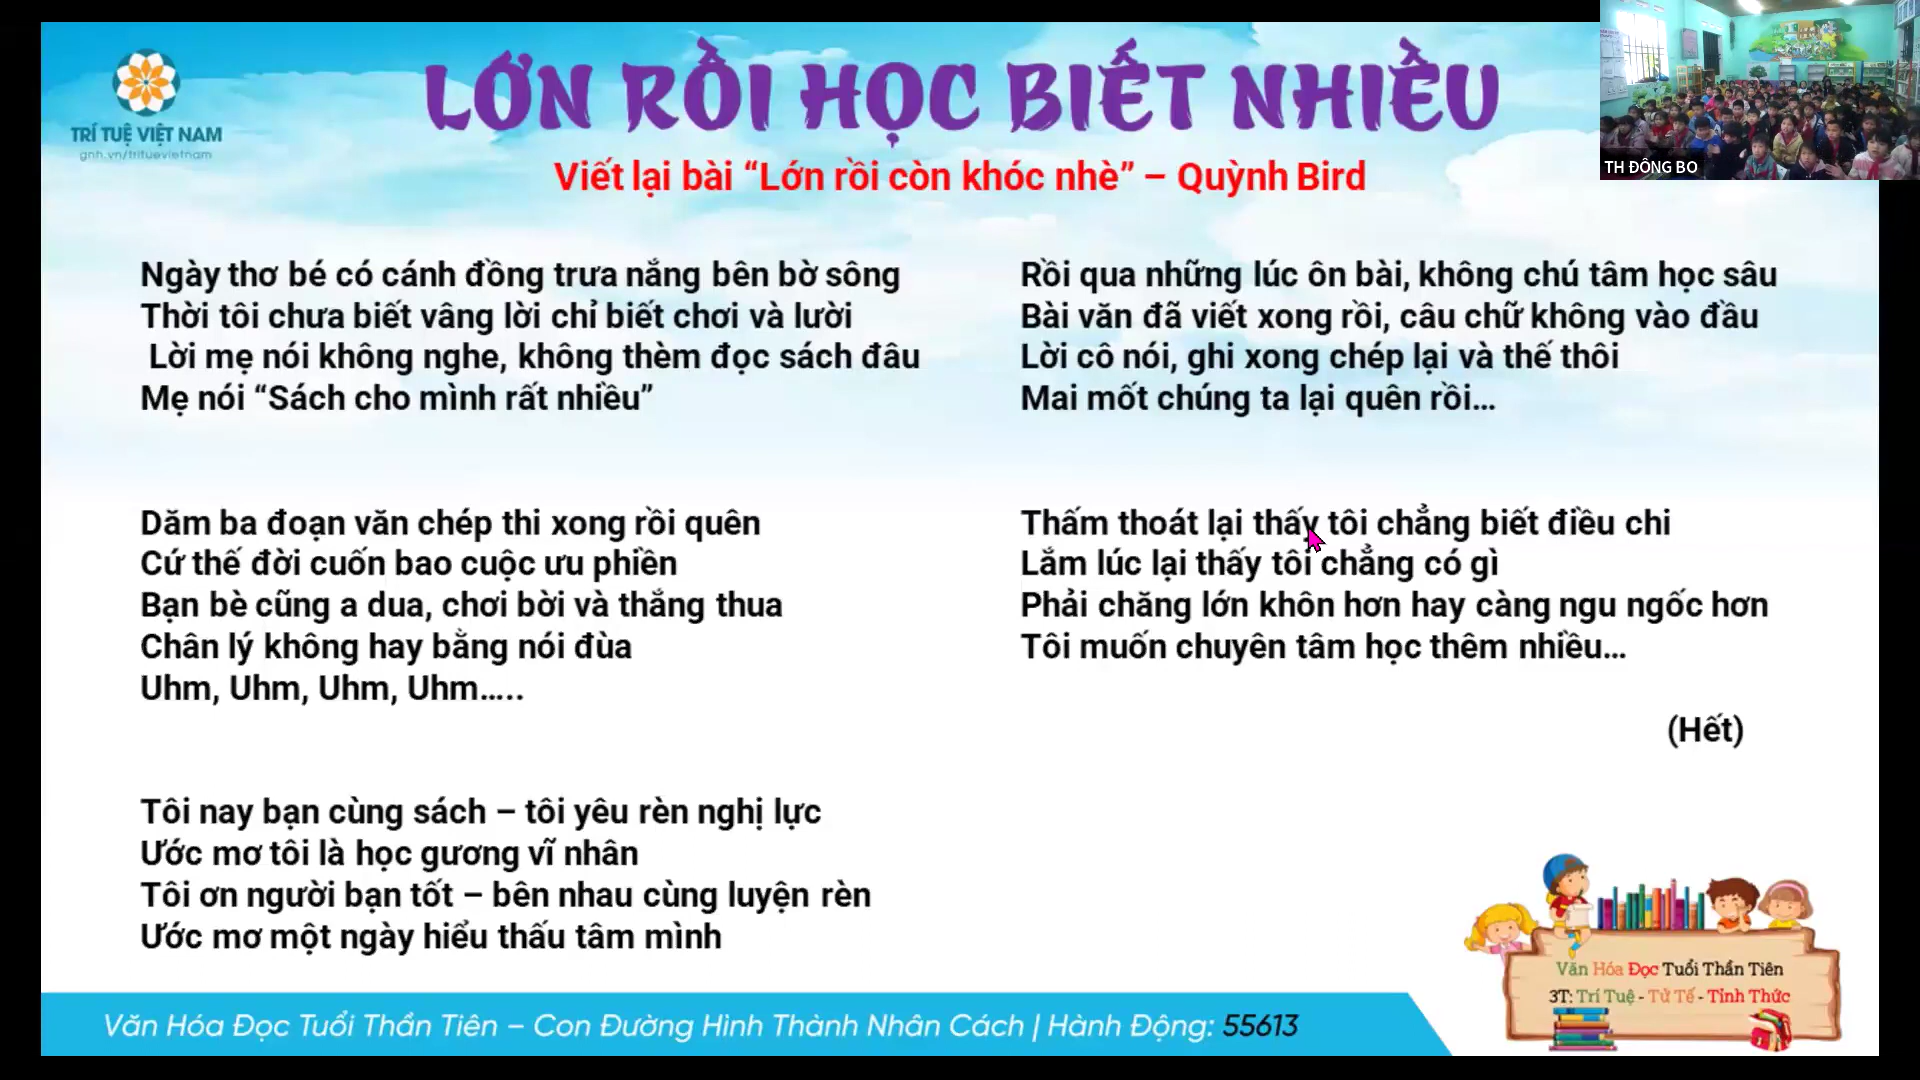 TRÍ TUỆ VIỆT NAM
gnh.vn/trituevietnam
LỚN RỒI HỌC BIẾT NHIỀU
Viết lại bài “Lớn rồi còn khóc nhè” – Quỳnh Bird
TH ĐÔNG BO
Ngày thơ bé có cánh đồng trưa nắng bên bờ sông
Thời tôi chưa biết vâng lời chỉ biết chơi và lười
Lời mẹ nói không nghe, không thèm đọc sách đâu
Mẹ nói “Sách cho mình rất nhiều”
Dăm ba đoạn văn chép thi xong rồi quên
Cứ thế đời cuốn bao cuộc ưu phiền
Bạn bè cũng a dua, chơi bời và thắng thua
Chân lý không hay bằng nói đùa
Uhm, Uhm, Uhm, Uhm…..
Tôi nay bạn cùng sách – tôi yêu rèn nghị lực
Ước mơ tôi là học gương vĩ nhân
Tôi ơn người bạn tốt – bên nhau cùng luyện rèn
Ước mơ một ngày hiểu thấu tâm mình
Rồi qua những lúc ôn bài, không chú tâm học sâu
Bài văn đã viết xong rồi, câu chữ không vào đầu
Lời cô nói, ghi xong chép lại và thế thôi
Mai mốt chúng ta lại quên rồi…
Thấm thoát lại thấy tôi chẳng biết điều chi
Lắm lúc lại thấy tôi chẳng có gì
Phải chăng lớn khôn hơn hay càng ngu ngốc hơn
Tôi muốn chuyên tâm học thêm nhiều…
(Hết)
Văn Hóa Đọc Tuổi Thần Tiên
3T: Trí Tuệ - Tử Tế - Tỉnh Thức
Văn Hóa Đọc Tuổi Thần Tiên – Con Đường Hình Thành Nhân Cách | Hành Động: 55613